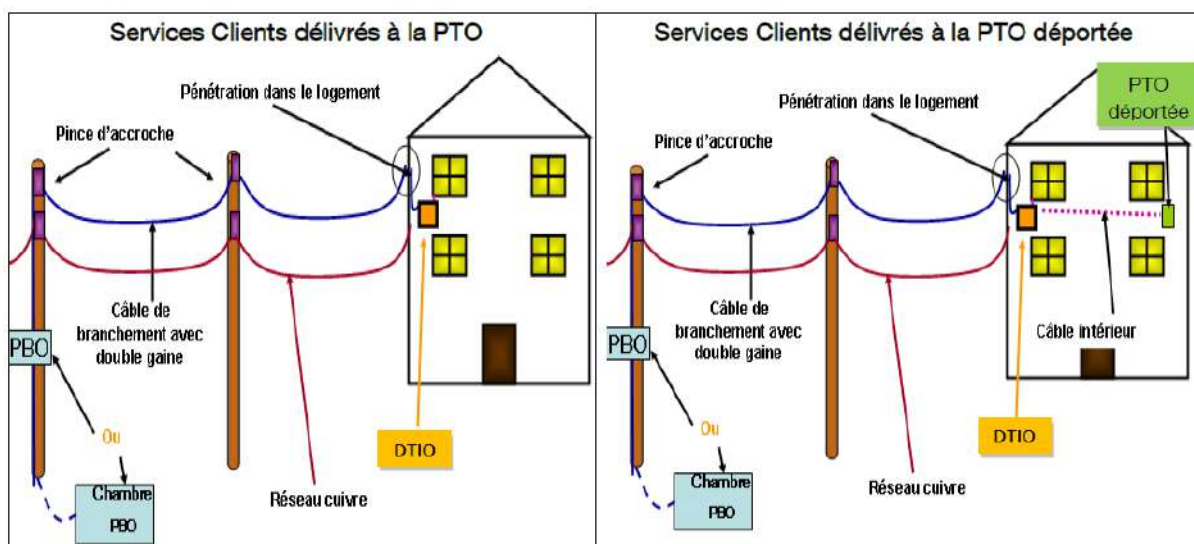 Services Clients délivrés à la PTO
Pénétration dans le logement
Pince d'accroche
Câble de
branchement avec
double gaine
PBO
Ou
DTIO
Chambre
PBO
Réseau cuivre
Services Clients délivrés à la PTO déportée
PTO
déportée
Pénétration dans le logement
Pince d'accroche
Câble de
branchement avec
double gaine
Câble intérieur
PBO
Ou
DTIO
Chambre
PBO
Réseau cuivre